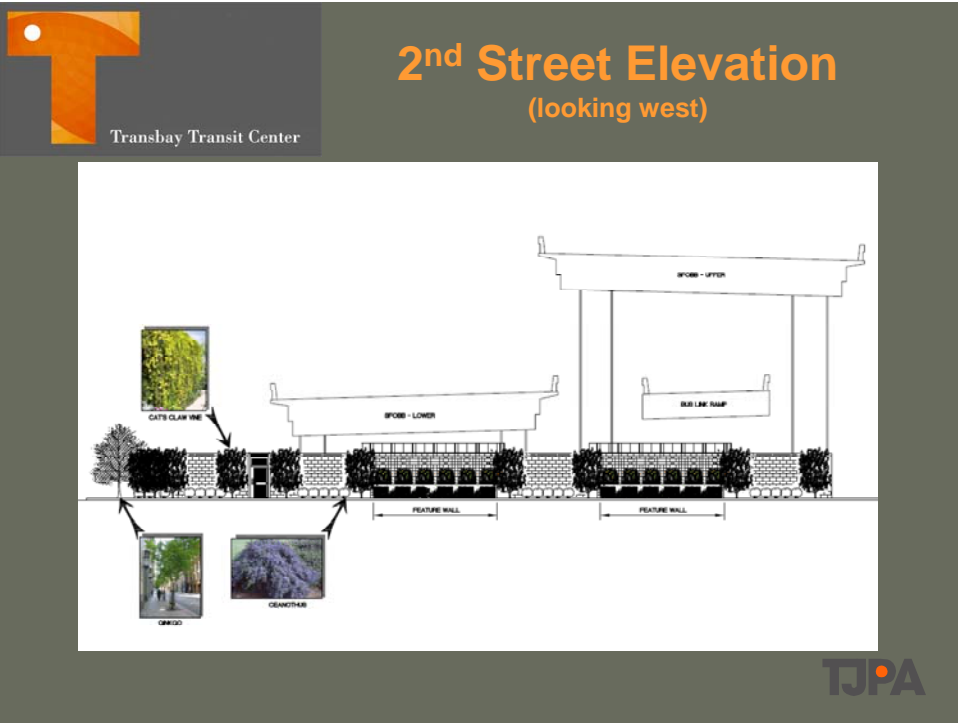 2nd Street Elevation
(looking west)
Transbay Transit Center
SFOBB - UPPER
BUS LINK RAMP
SFOBB - LOWER
CAT'S CLAW VINE
FEATURE WALL
FEATURE WALL
CEANOTHUS
GINKGO
TJPA